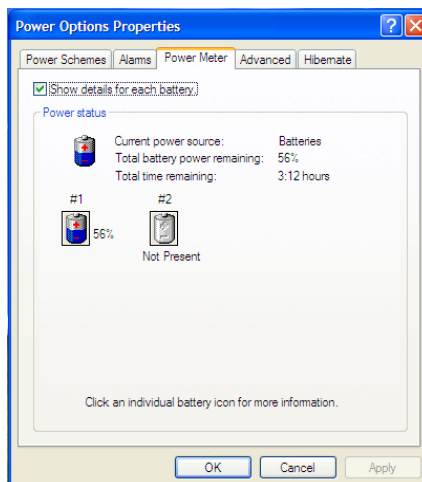 Power Options Properties
Power Schemes Alarms Power Meter Advanced Hibernate
Show details for each battery.
Power status
Current power source: Batteries
Total battery power remaining: 56%
Total time remaining: 3:12 hours
#1 #2
56%
Not Present
Click an individual battery icon for more information.
OK Cancel Apply